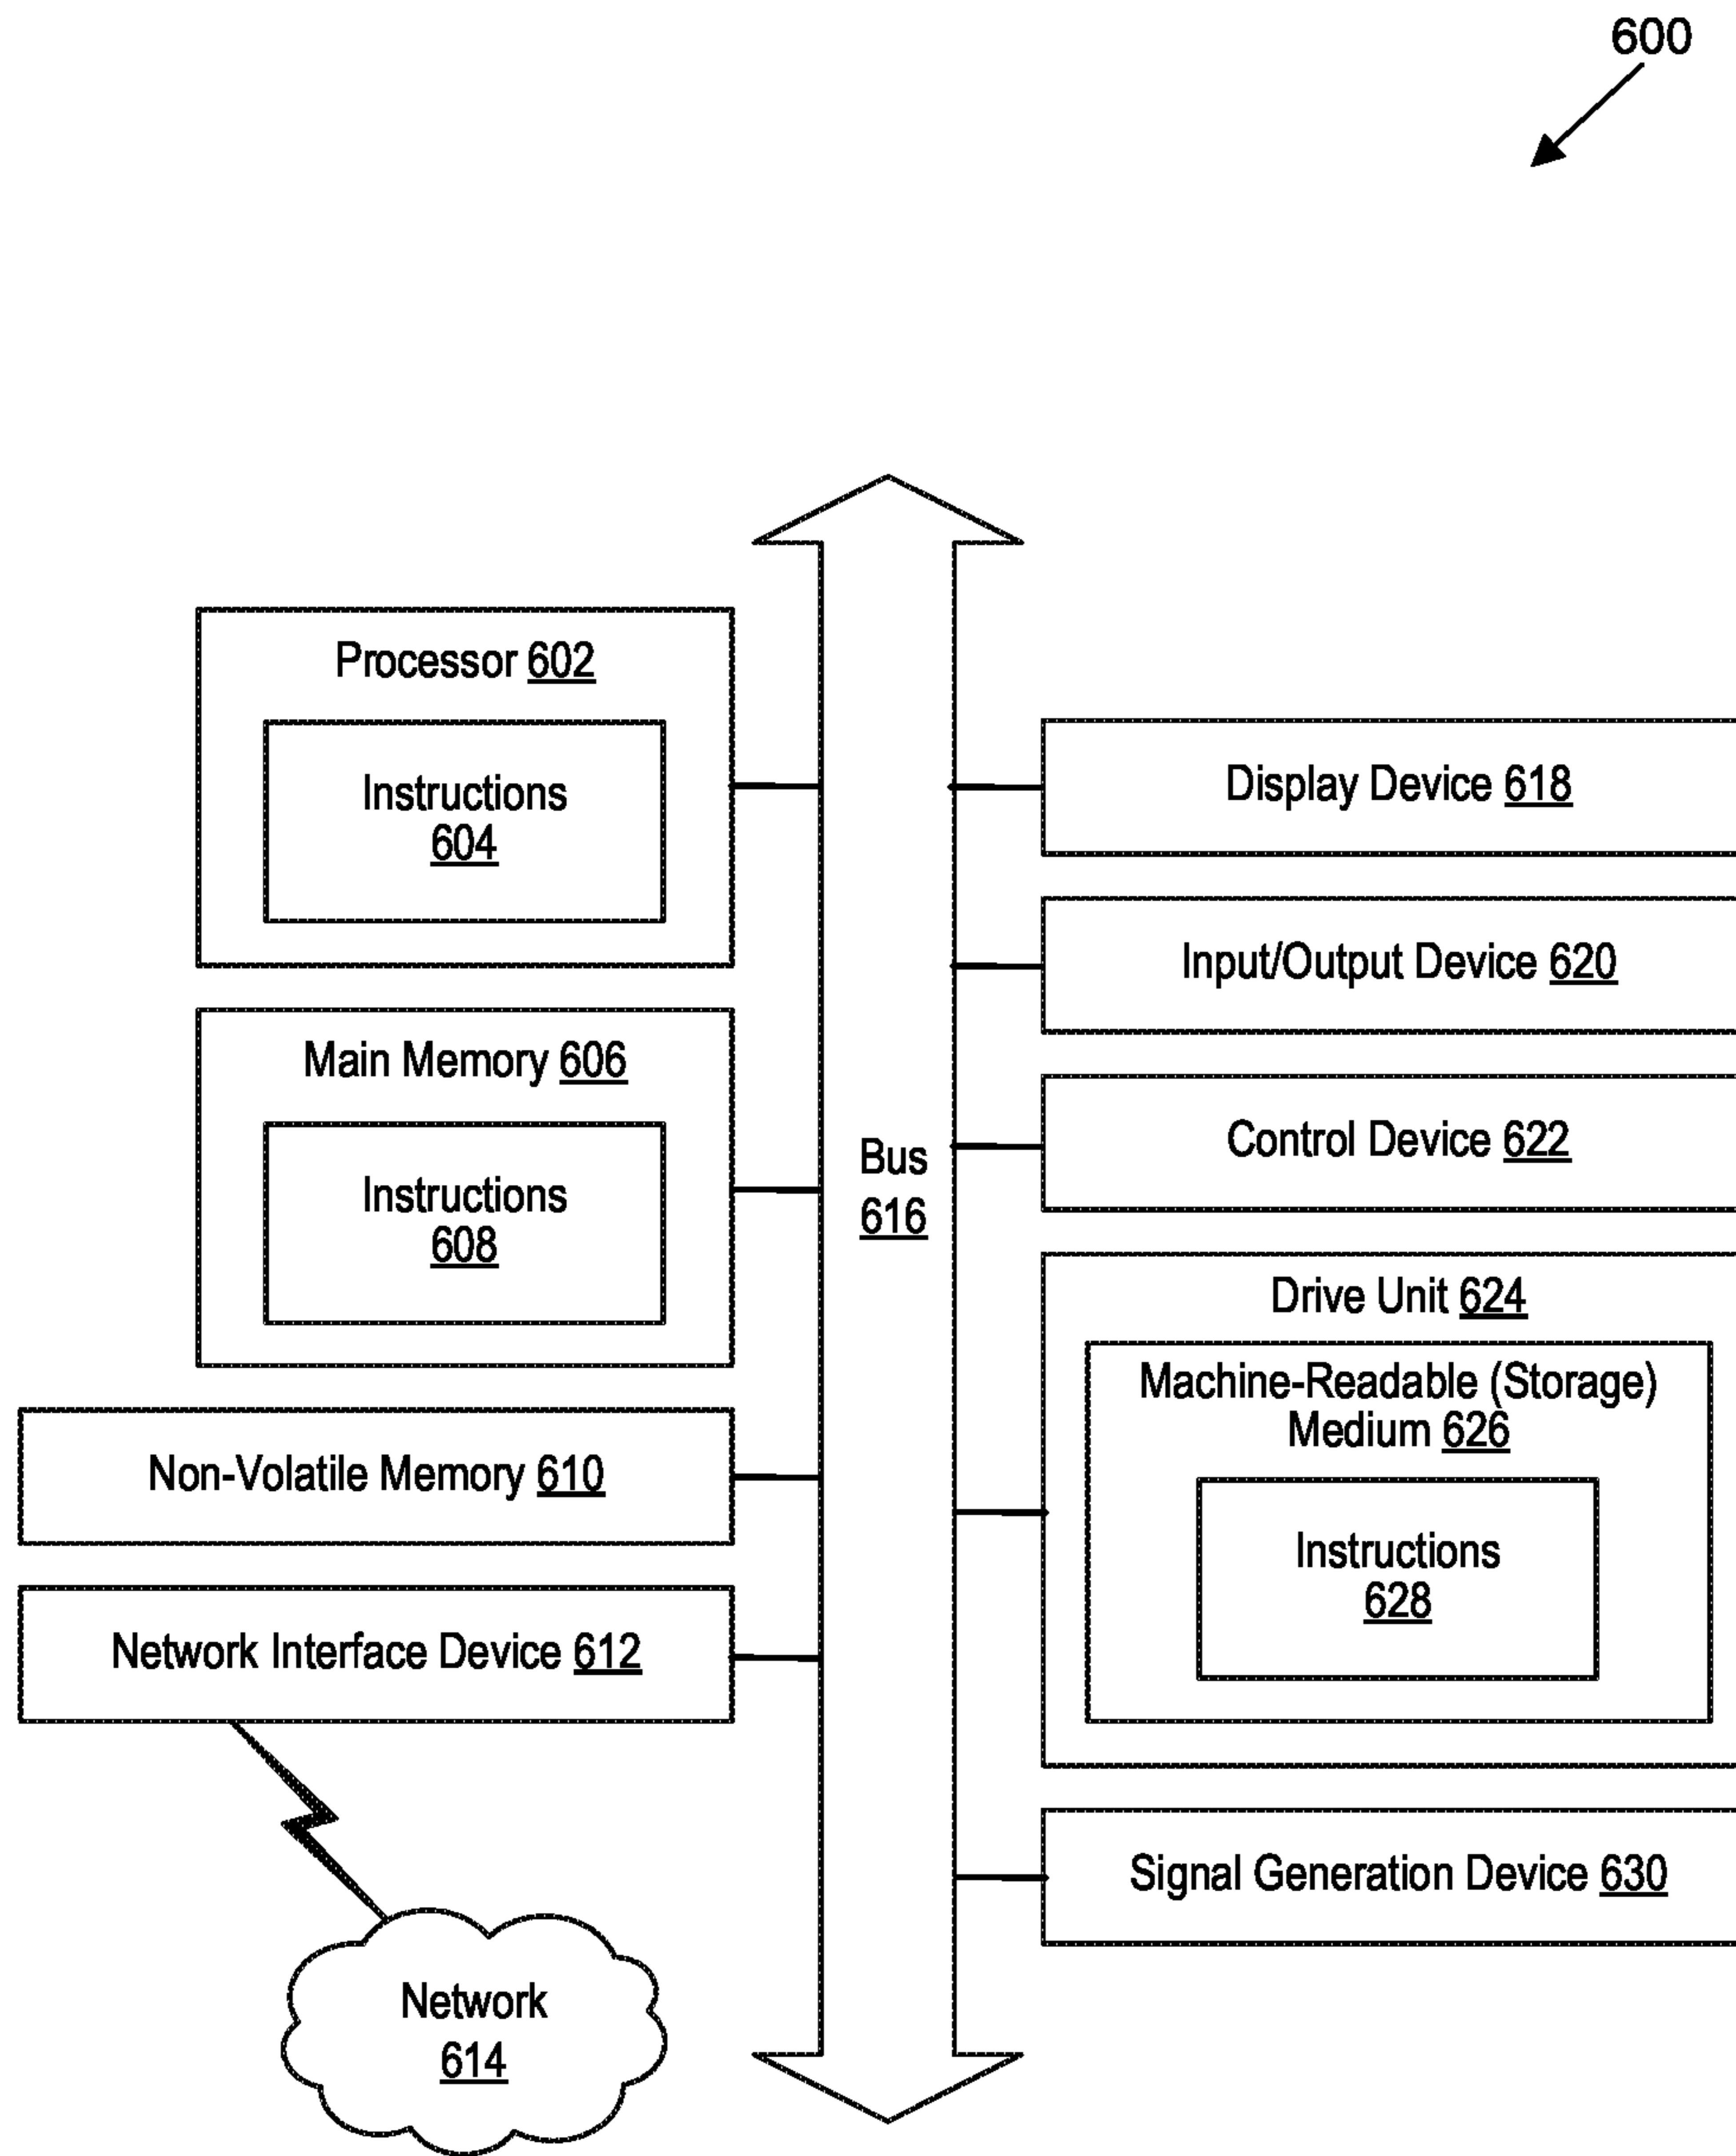 600
Processor 602
Instructions
604
Main Memory 606
Instructions
608
Non-Volatile Memory 610
Network Interface Device 612
Network
614
Bus
616
Display Device 618
Input/Output Device 620
Control Device 622
Drive Unit 624
Machine-Readable (Storage)
Medium 626
Instructions
628
Signal Generation Device 630